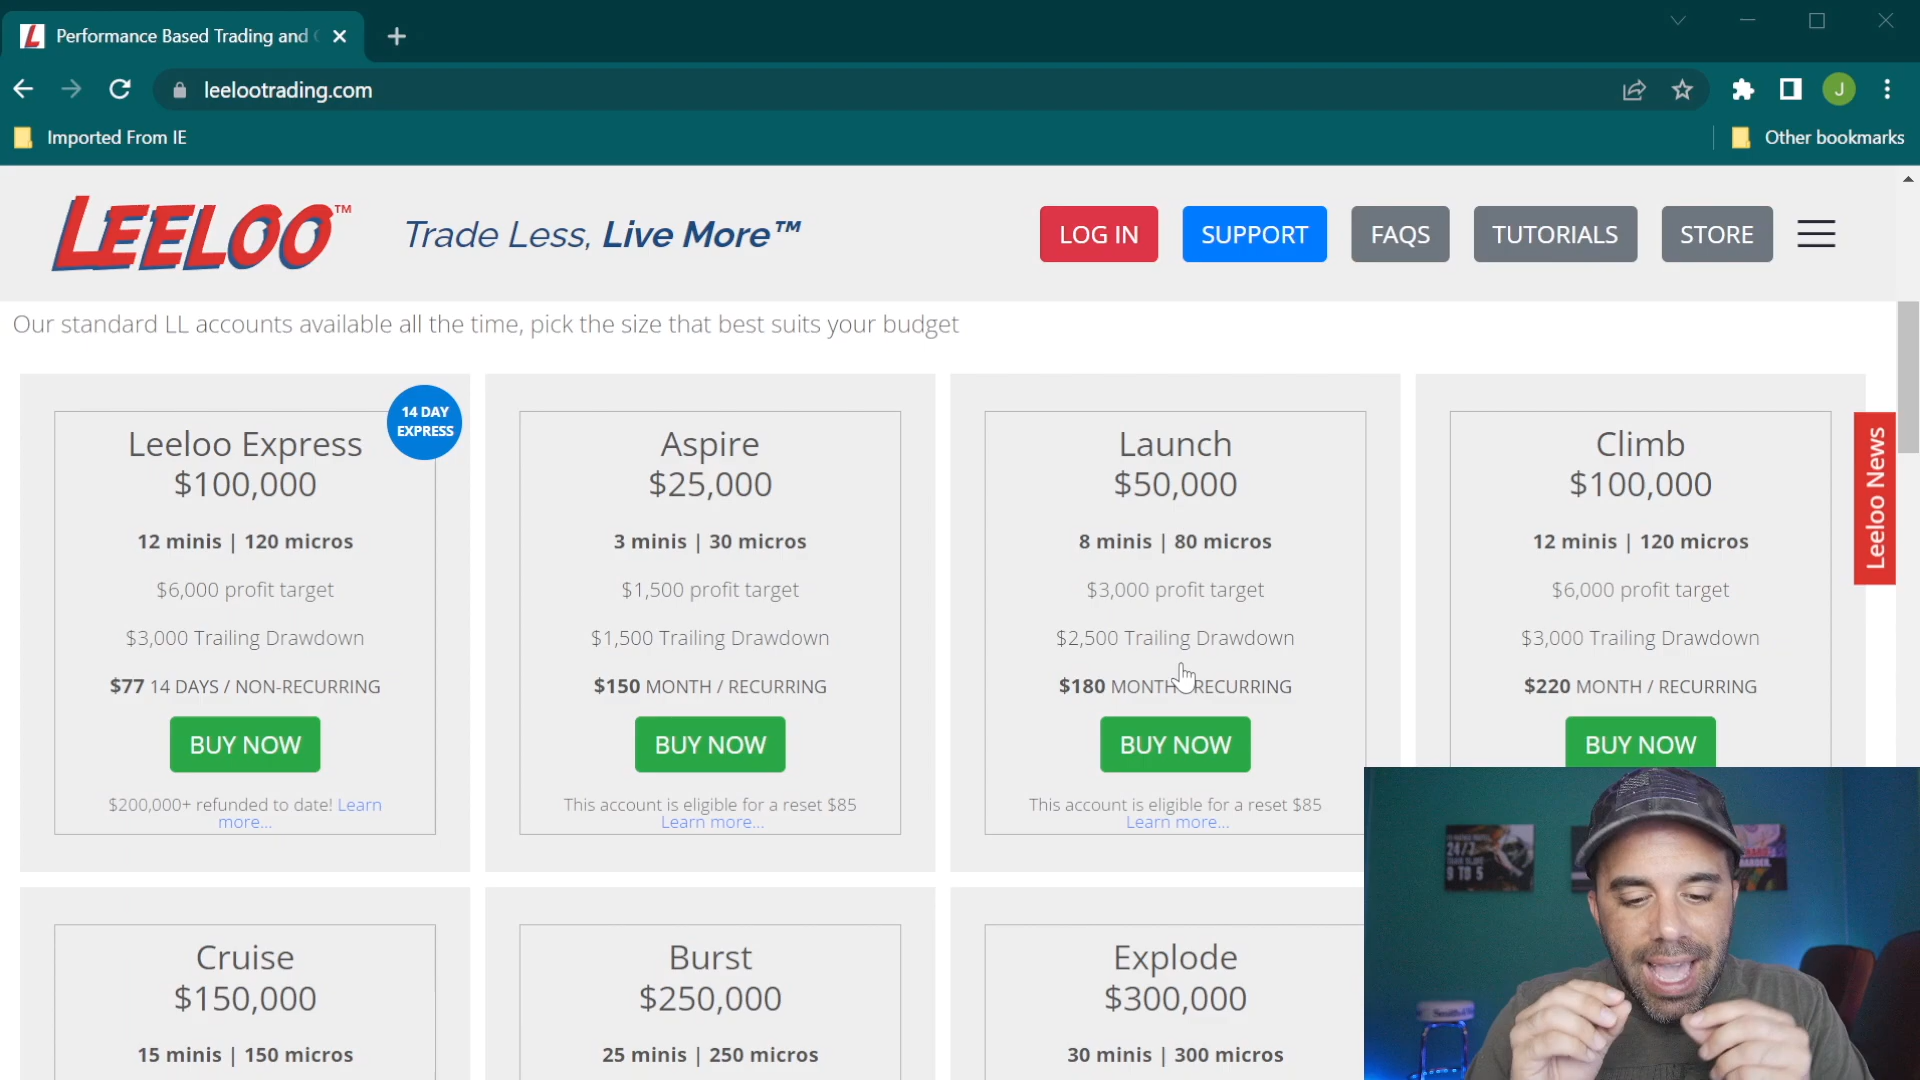 Performance Based Trading and
leelootrading.com
J
Imported From IE
Other bookmarks
LEELOO™
Trade Less, Live More™
LOG IN
SUPPORT
FAQS
TUTORIALS
STORE
Our standard LL accounts available all the time, pick the size that best suits your budget
14 DAY
EXPRESS
Leeloo Express
$100,000
12 minis | 120 micros
$6,000 profit target
$3,000 Trailing Drawdown
$77 14 DAYS / NON-RECURRING
BUY NOW
$200,000+ refunded to date! Learn
more...
Aspire
$25,000
3 minis | 30 micros
$1,500 profit target
$1,500 Trailing Drawdown
$150 MONTH / RECURRING
BUY NOW
This account is eligible for a reset $85
Learn more...
Launch
$50,000
8 minis | 80 micros
$3,000 profit target
$2,500 Trailing Drawdown
$180 MONTH / RECURRING
BUY NOW
This account is eligible for a reset $85
Learn more...
Climb
$100,000
12 minis | 120 micros
$6,000 profit target
$3,000 Trailing Drawdown
$220 MONTH / RECURRING
BUY NOW
Leeloo News
Cruise
$150,000
15 minis | 150 micros
Burst
$250,000
25 minis | 250 micros
Explode
$300,000
30 minis | 300 micros
24/7
9 TO 5